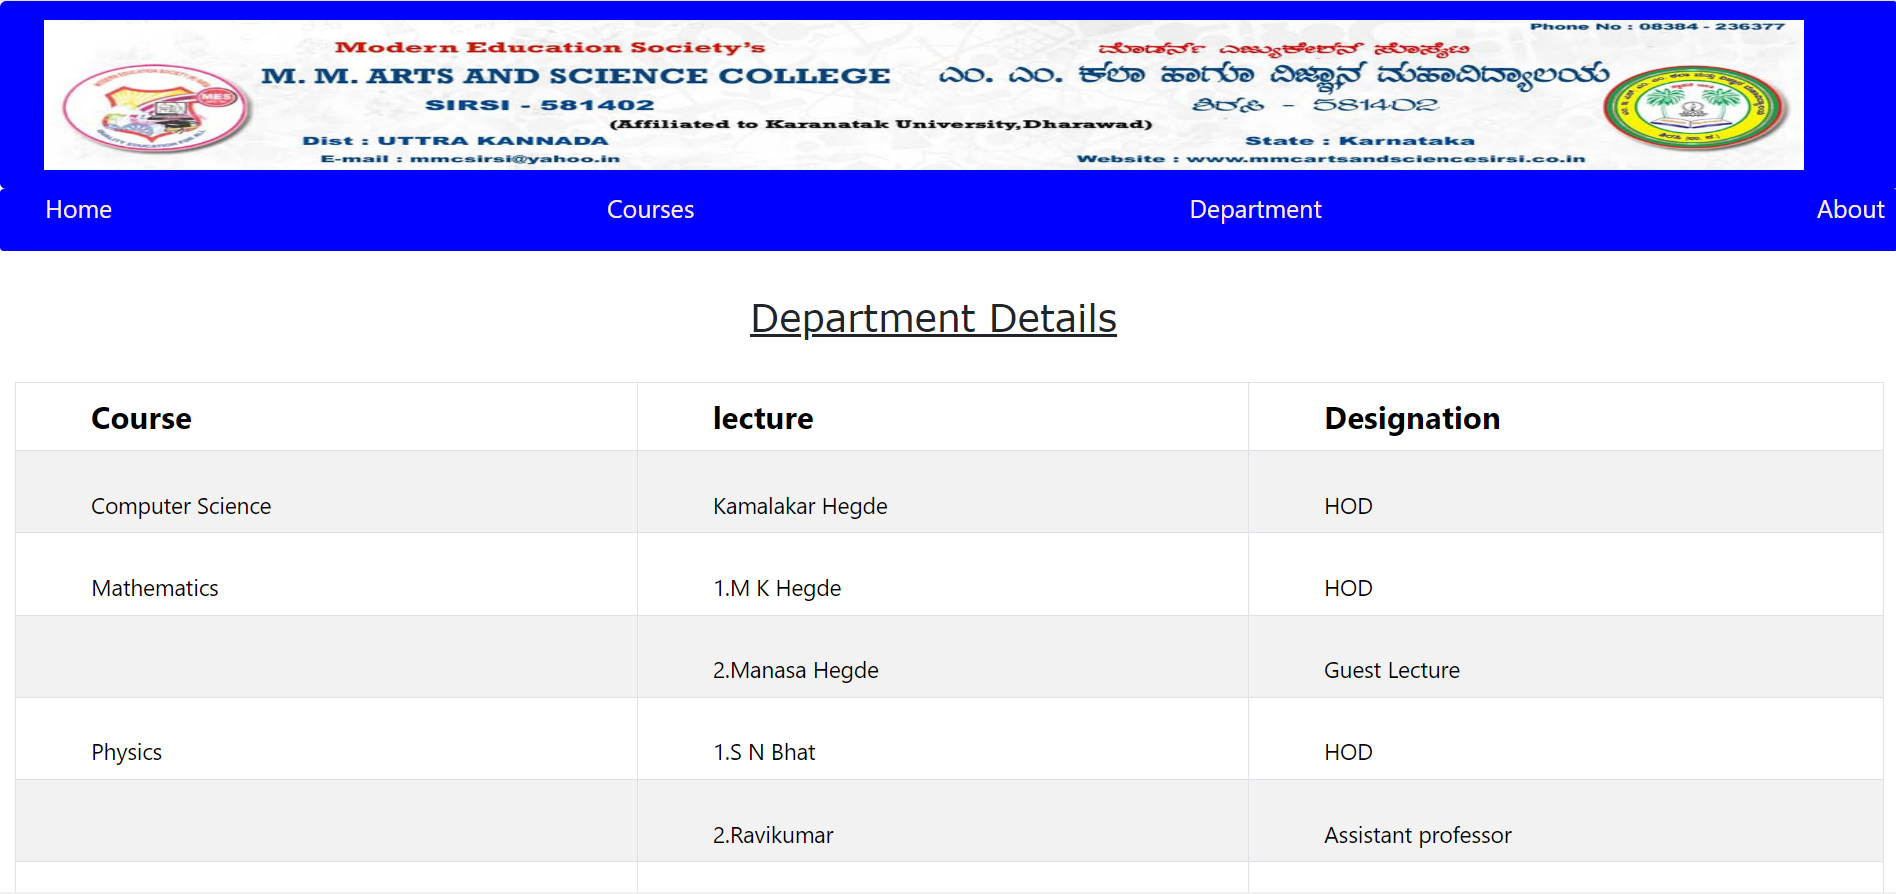 Phone No : 08384 - 236377
Modern Education Society's
M. M. ARTS AND SCIENCE COLLEGE
SIRSI - 581402
ಮೊಡರ್ನ್ ಎಜ್ಯುಕೇಶನ್ ಸೊಸೈಟಿ
ಎಂ. ಎಂ. ಕಲಾ ಹಾಗೂ ವಿಜ್ಞಾನ ಮಹಾವಿದ್ಯಾಲಯ
ಶಿರ್ಸಿ - 581402
(Affiliated to Karanatak University,Dharawad)
Dist : UTTRA KANNADA
State : Karnataka
E-mail : mmcsirsi@yahoo.in
Website : www.mmcartsandsciencesirsi.co.in
MES
Home Courses Department About
Department Details
Course lecture Designation
Computer Science Kamalakar Hegde HOD
Mathematics 1.M K Hegde HOD
2.Manasa Hegde Guest Lecture
Physics 1.S N Bhat HOD
2.Ravikumar Assistant professor